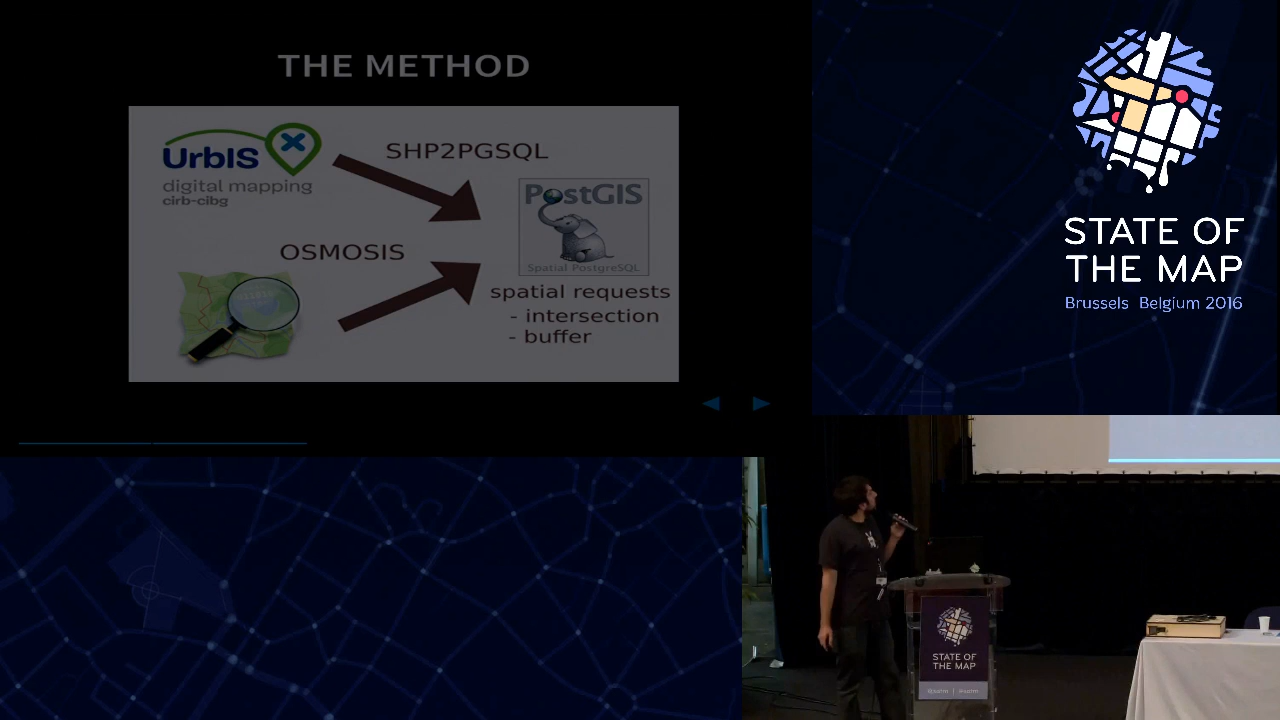 THE METHOD
UrbIS
digital mapping
cirb-cibg
SHP2PGSQL
OSMOSIS
PostGIS
Spatial PostgreSQL
spatial requests
- intersection
- buffer
STATE OF
THE MAP
Brussels Belgium 2016
STATE OF
THE MAP